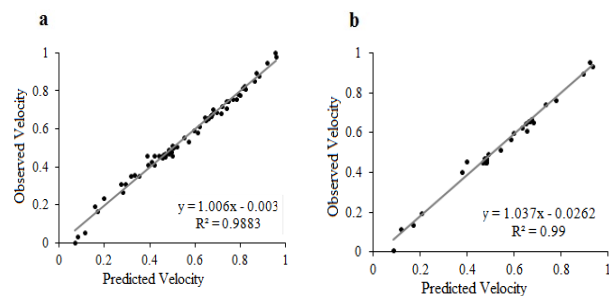 a
1
0.8
0.6
0.4
0.2
0
0 0.2 0.4 0.6 0.8 1
Observed Velocity
Predicted Velocity
y = 1.006x - 0.003
R² = 0.9883
b
1
0.8
0.6
0.4
0.2
0
0 0.2 0.4 0.6 0.8 1
Observed Velocity
Predicted Velocity
y = 1.037x - 0.0262
R² = 0.99